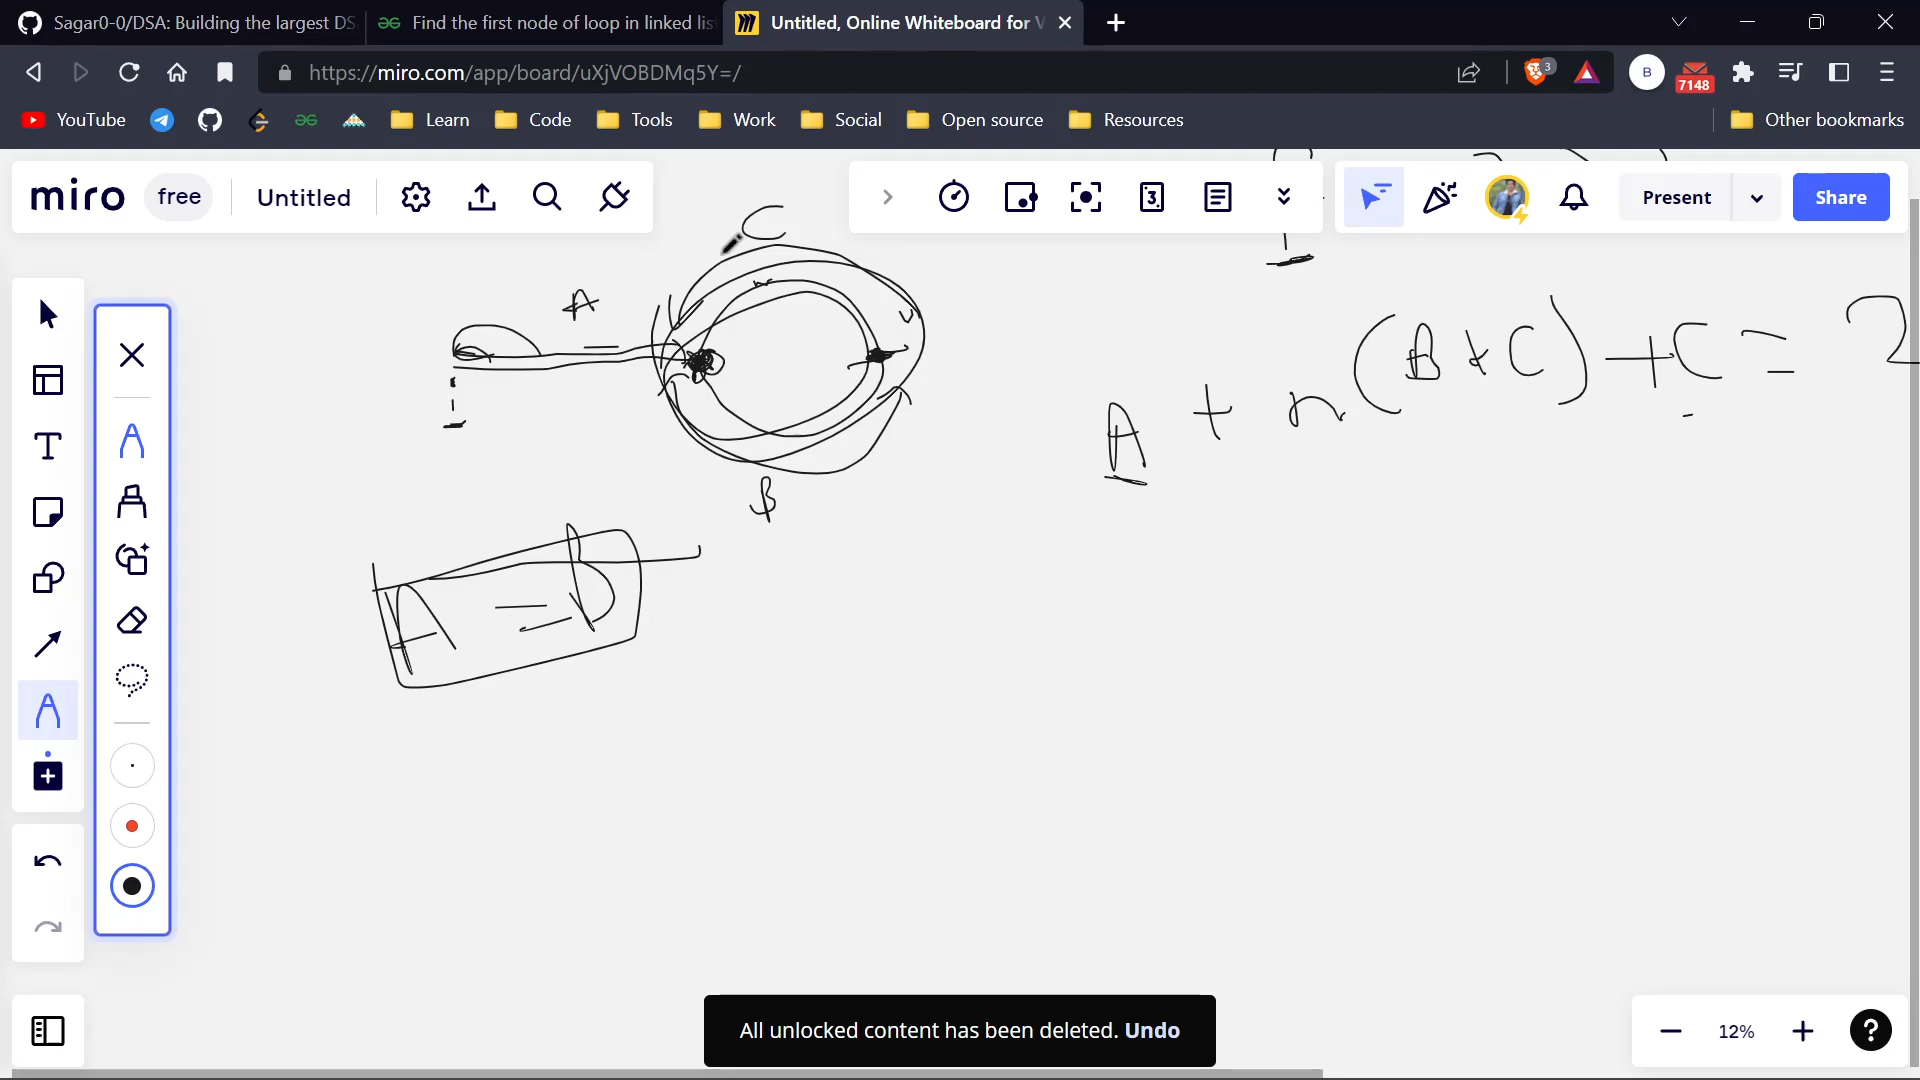 Sagar0-0/DSA: Building the largest DS
Find the first node of loop in linked lis
Untitled, Online Whiteboard for V
https://miro.com/app/board/uXjVOBDMq5Y=/
3
B
7148
YouTube
Learn
Code
Tools
Work
Social
Open source
Resources
Other bookmarks
miro
free
Untitled
3
Present
Share
C
A
B
A + n(B+C)+C = 2
A = B
All unlocked content has been deleted. Undo
12%
?